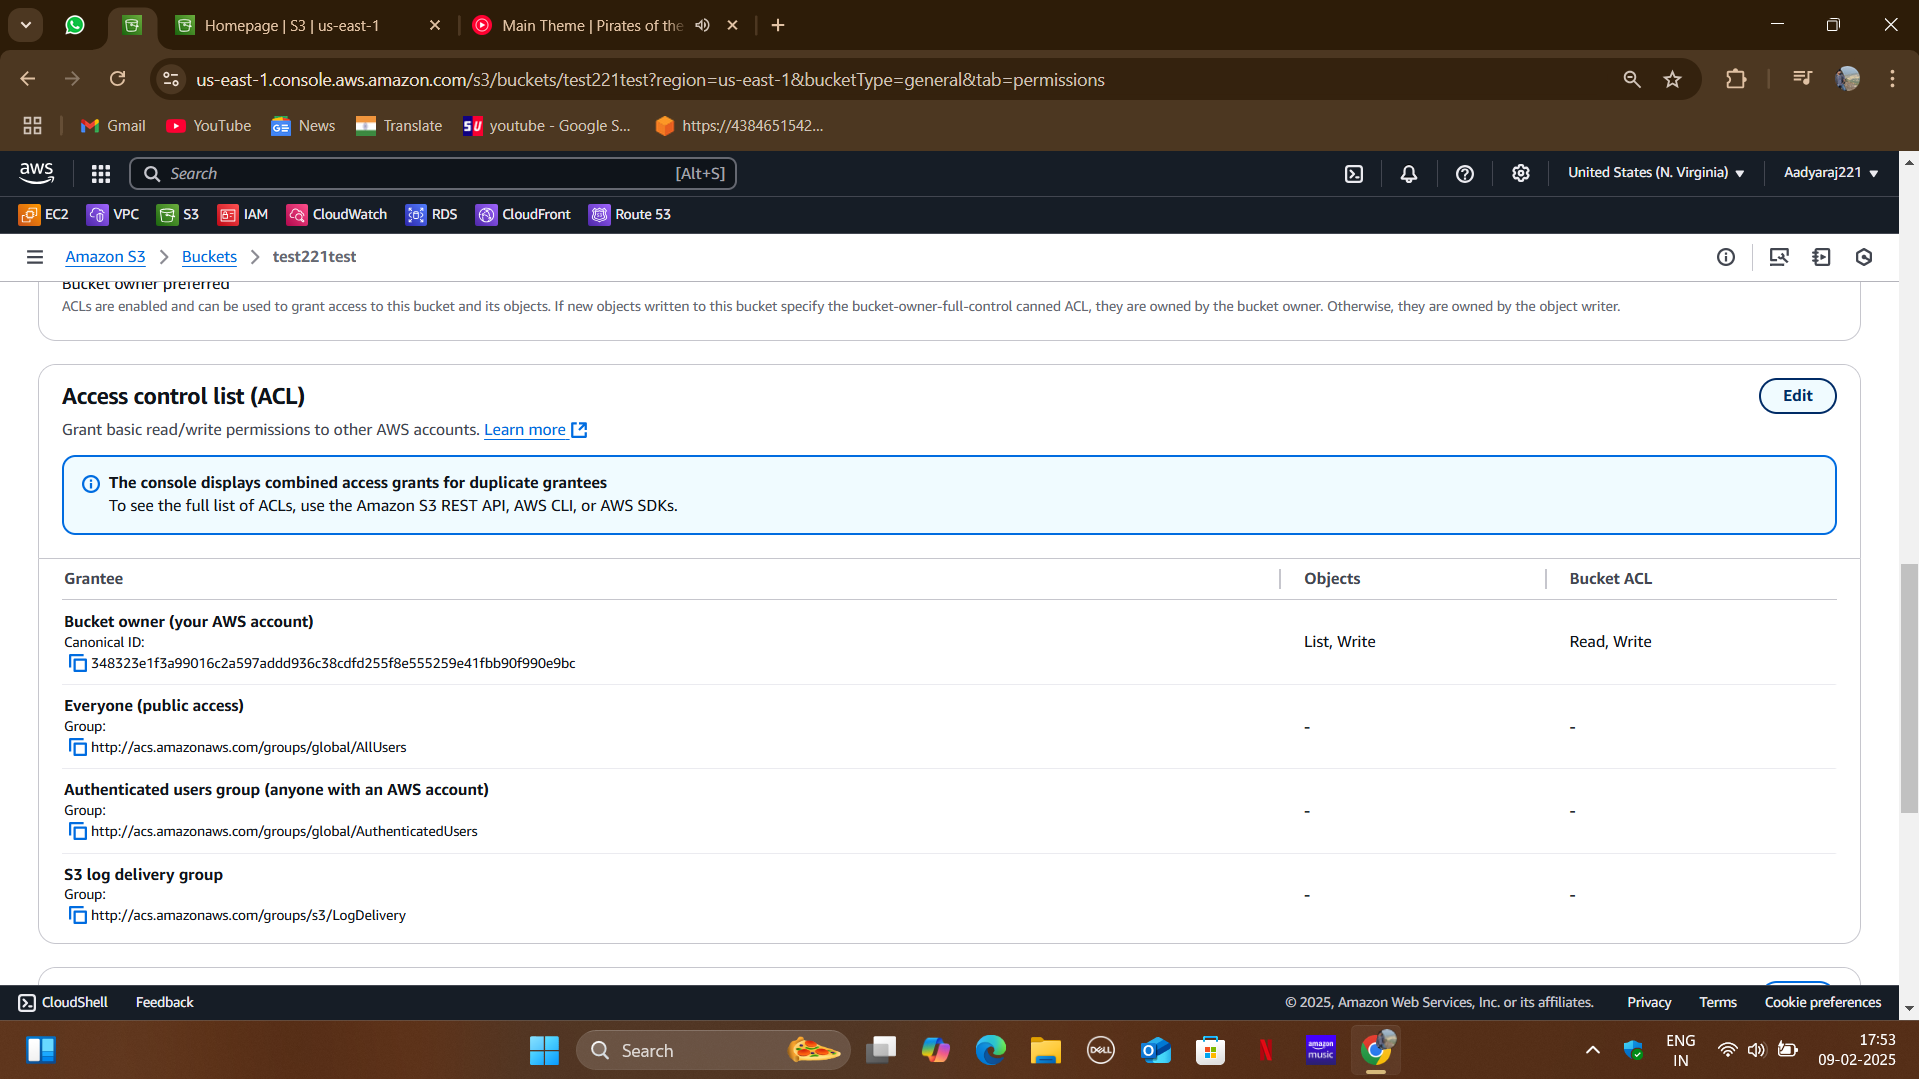 Homepage | S3 | us-east-1
Main Theme | Pirates of the
us-east-1.console.aws.amazon.com/s3/buckets/test221test?region=us-east-1&bucketType=general&tab=permissions
Gmail
YouTube
News
Translate
SU
youtube - Google S...
https://4384651542...
aws
Search
[Alt+S]
United States (N. Virginia)
Aadyaraj221
EC2
VPC
S3
IAM
CloudWatch
RDS
CloudFront
Route 53
Amazon S3
Buckets
test221test
Bucket owner preferred
ACLs are enabled and can be used to grant access to this bucket and its objects. If new objects written to this bucket specify the bucket-owner-full-control canned ACL, they are owned by the bucket owner. Otherwise, they are owned by the object writer.
Access control list (ACL)
Edit
Grant basic read/write permissions to other AWS accounts. Learn more
The console displays combined access grants for duplicate grantees
To see the full list of ACLs, use the Amazon S3 REST API, AWS CLI, or AWS SDKs.
Grantee
Objects
Bucket ACL
Bucket owner (your AWS account)
Canonical ID:
348323e1f3a99016c2a597addd936c38cdfd255f8e555259e41fbb90f990e9bc
List, Write
Read, Write
Everyone (public access)
Group:
http://acs.amazonaws.com/groups/global/AllUsers
-
-
Authenticated users group (anyone with an AWS account)
Group:
http://acs.amazonaws.com/groups/global/AuthenticatedUsers
-
-
S3 log delivery group
Group:
http://acs.amazonaws.com/groups/s3/LogDelivery
-
-
CloudShell
Feedback
© 2025, Amazon Web Services, Inc. or its affiliates.
Privacy
Terms
Cookie preferences
Search
DELL
amazon
music
ENG
IN
17:53
09-02-2025